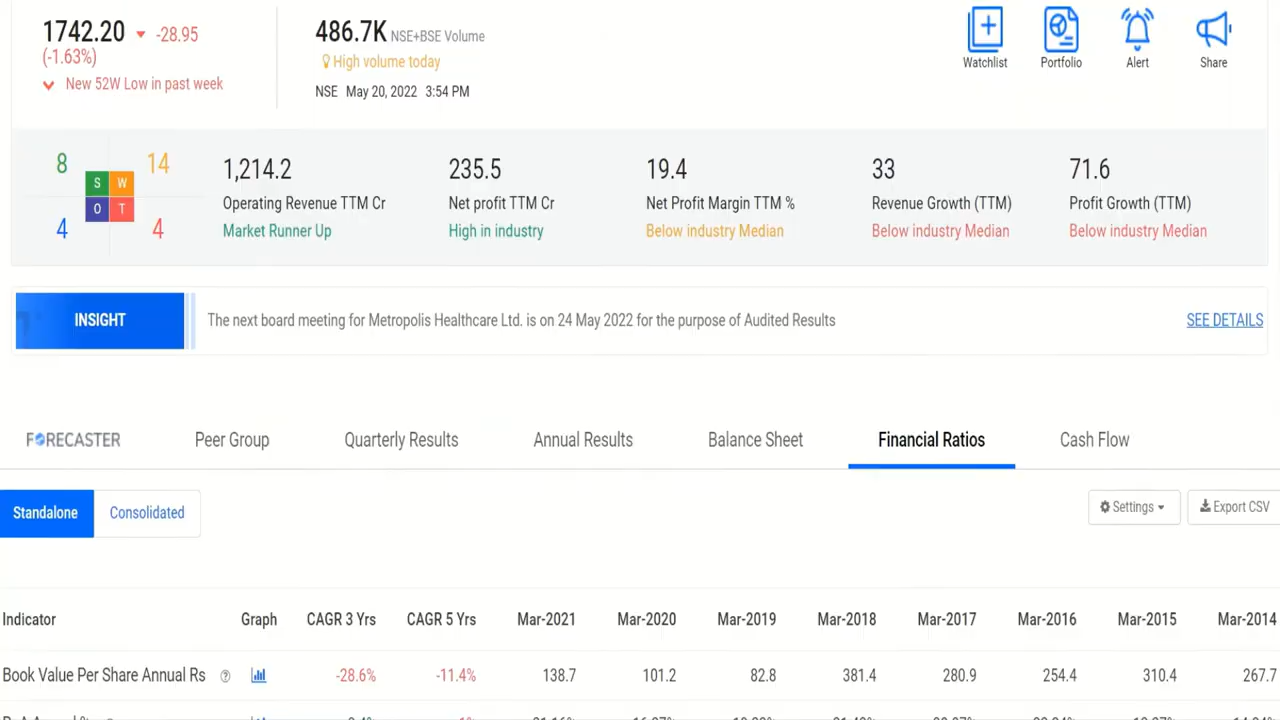 1742.20 -28.95
(-1.63%)
New 52W Low in past week
486.7K NSE+BSE Volume
High volume today
NSE May 20, 2022 3:54 PM
Watchlist Portfolio Alert Share
8 14
S W
O T
4 4
1,214.2 235.5 19.4 33 71.6
Operating Revenue TTM Cr Net profit TTM Cr Net Profit Margin TTM % Revenue Growth (TTM) Profit Growth (TTM)
Market Runner Up High in industry Below industry Median Below industry Median Below industry Median
INSIGHT The next board meeting for Metropolis Healthcare Ltd. is on 24 May 2022 for the purpose of Audited Results SEE DETAILS
FORECASTER Peer Group Quarterly Results Annual Results Balance Sheet Financial Ratios Cash Flow
Standalone Consolidated Settings Export CSV
Indicator Graph CAGR 3 Yrs CAGR 5 Yrs Mar-2021 Mar-2020 Mar-2019 Mar-2018 Mar-2017 Mar-2016 Mar-2015 Mar-2014
Book Value Per Share Annual Rs -28.6% -11.4% 138.7 101.2 82.8 381.4 280.9 254.4 310.4 267.7